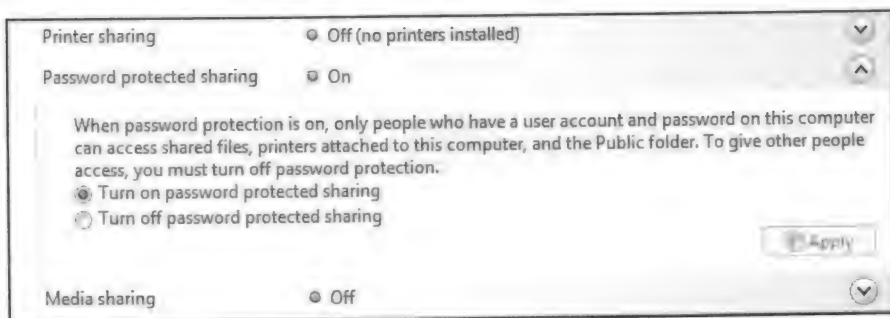 Printer sharing Off (no printers installed)
Password protected sharing On
When password protection is on, only people who have a user account and password on this computer
can access shared files, printers attached to this computer, and the Public folder. To give other people
access, you must turn off password protection.
Turn on password protected sharing
Turn off password protected sharing
Apply
Media sharing Off